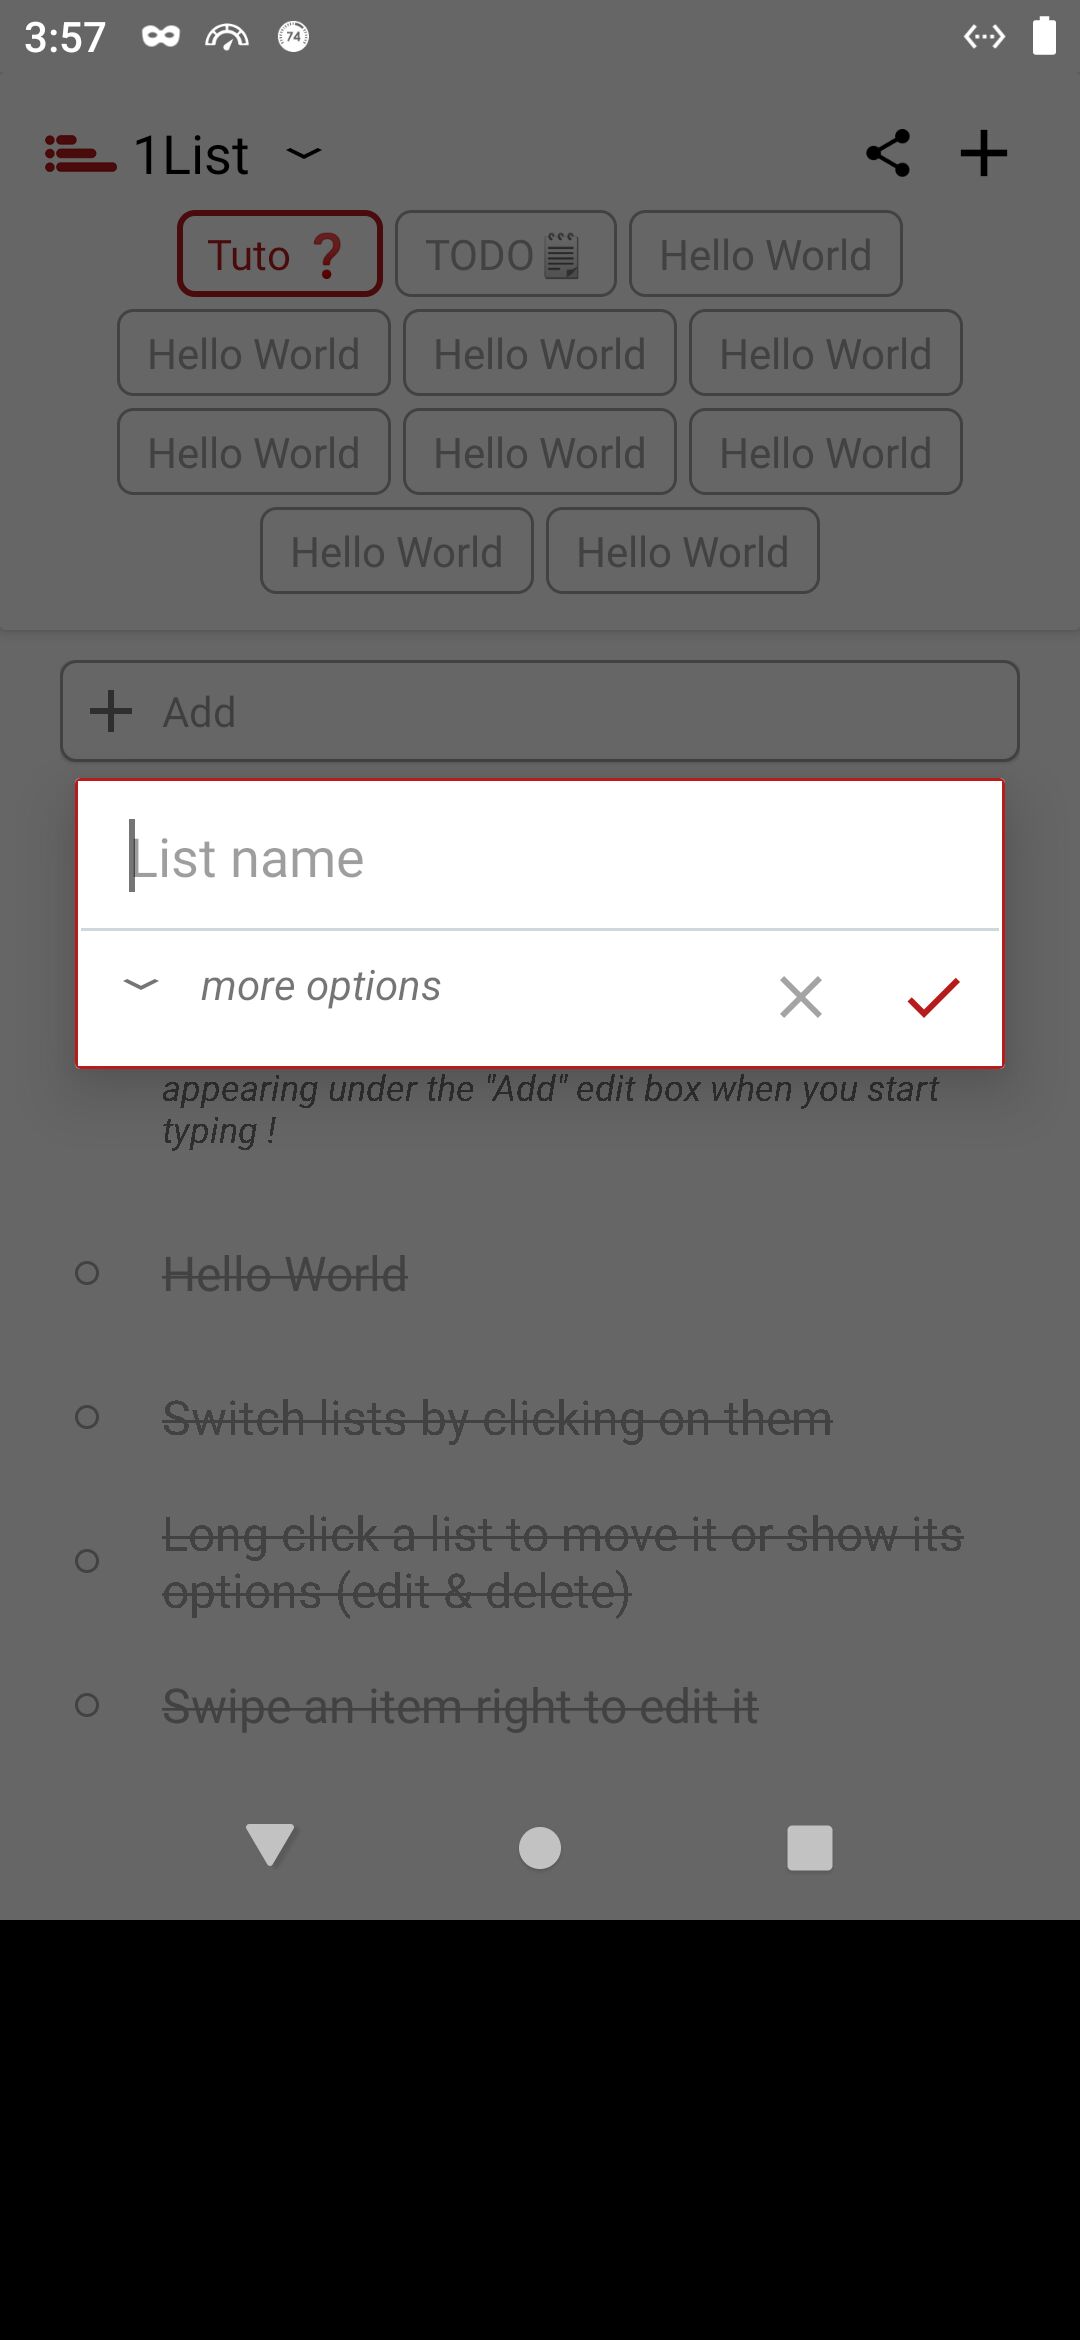 3:57
74
1List
Tuto ❓ TODO🗒 Hello World
Hello World Hello World Hello World
Hello World Hello World Hello World
Hello World Hello World
Add
List name
more options
appearing under the "Add" edit box when you start
typing !
Hello World
Switch lists by clicking on them
Long click a list to move it or show its
options (edit & delete)
Swipe an item right to edit it